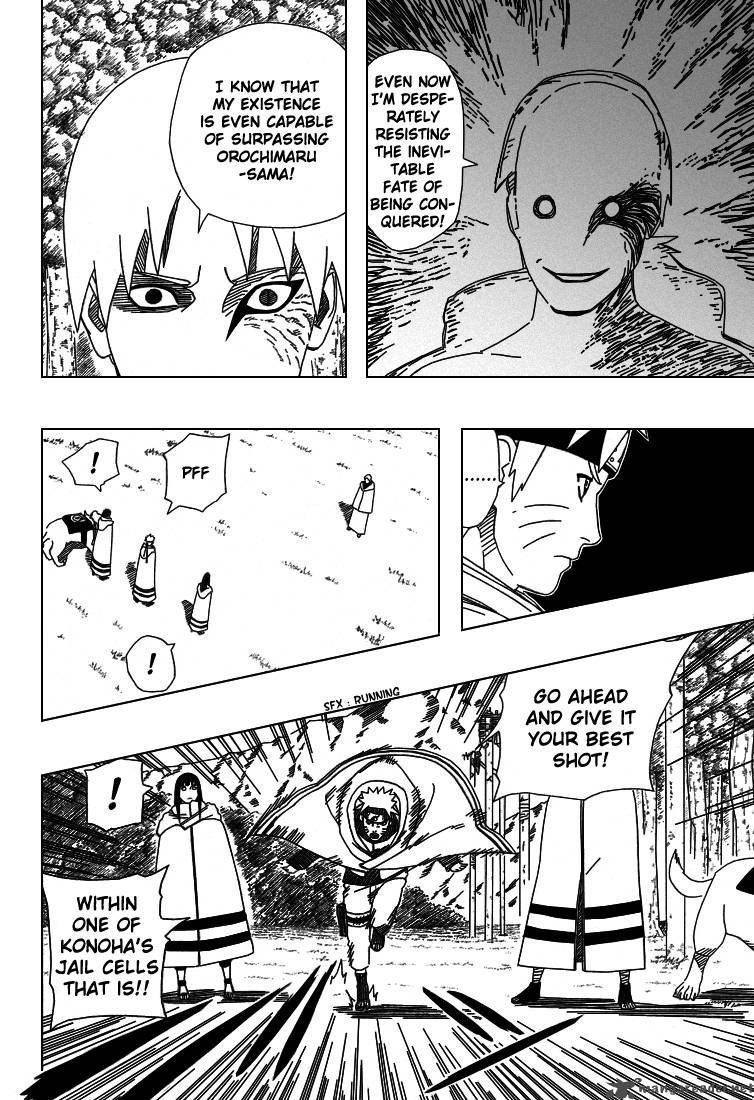 EVEN NOW
I'M DESPE-
RATELY
RESISTING
THE INEVI-
TABLE
FATE OF
BEING CON-
QUERED!
I KNOW THAT
MY EXISTENCE
IS EVEN CAPABLE
OF SURPASSING
OROCHIMARU
-SAMA!
.........
PFF
!
!
SFX : RUNNING
GO AHEAD
AND GIVE IT
YOUR BEST
SHOT!
!
WITHIN
ONE OF
KONOHA'S
JAIL CELLS
THAT IS!!
mangareader.net